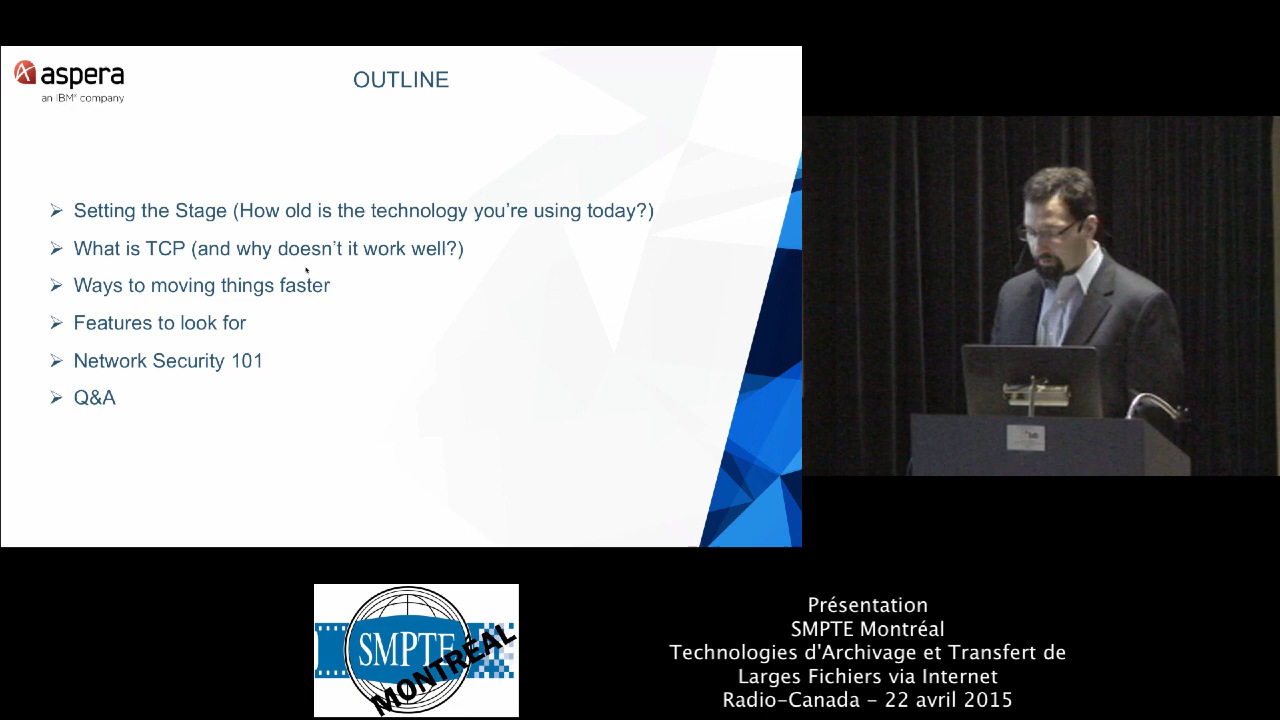 aspera
an IBM® company
OUTLINE
Setting the Stage (How old is the technology you're using today?)
What is TCP (and why doesn't it work well?)
Ways to moving things faster
Features to look for
Network Security 101
Q&A
SMPTE
MONTRÉAL
Présentation
SMPTE Montréal
Technologies d'Archivage et Transfert de
Larges Fichiers via Internet
Radio-Canada - 22 avril 2015